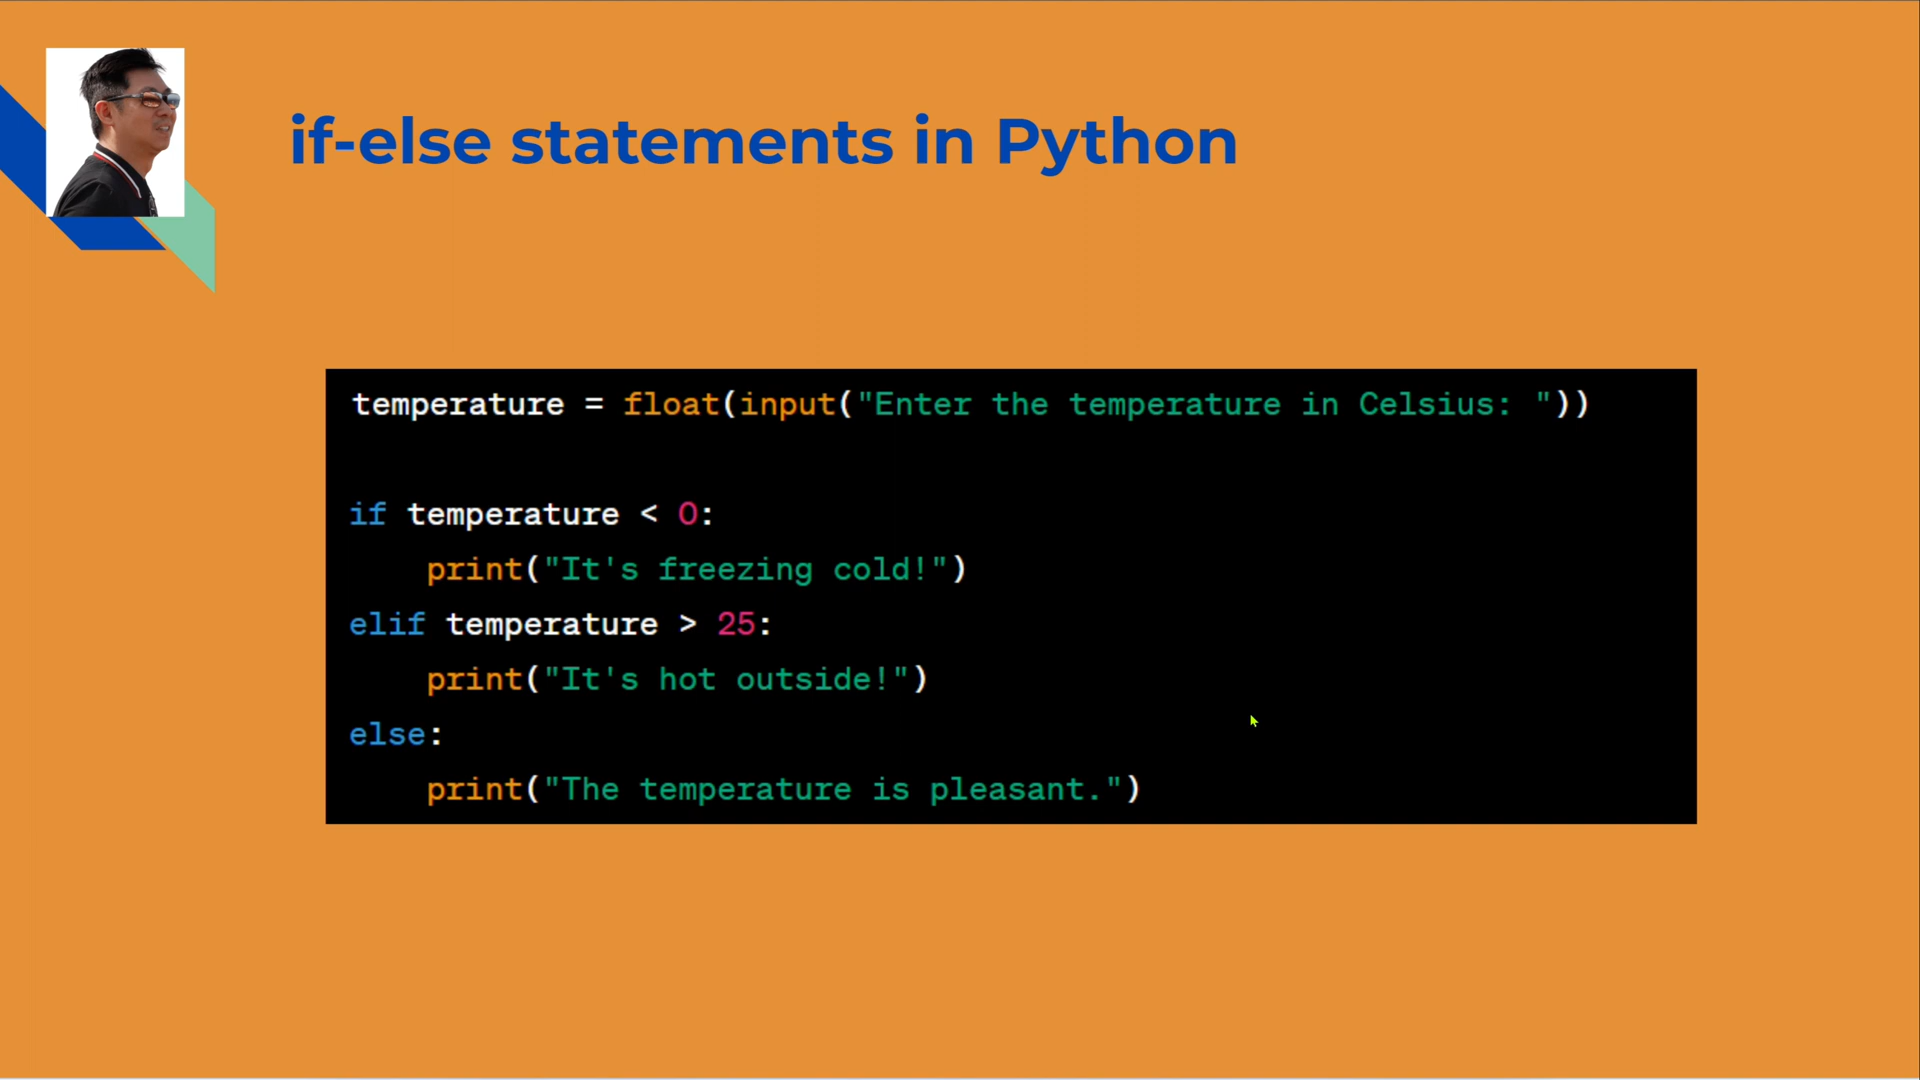 if-else statements in Python
temperature = float(input("Enter the temperature in Celsius: "))
if temperature < 0:
    print("It's freezing cold!")
elif temperature > 25:
    print("It's hot outside!")
else:
    print("The temperature is pleasant.")